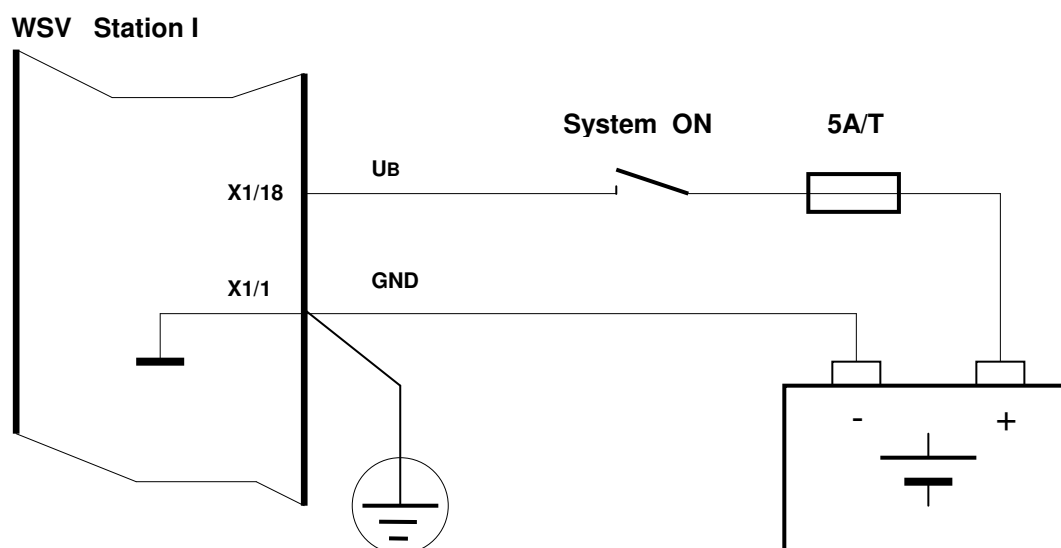 WSV Station I
System ON
5A/T
UB
X1/18
X1/1
GND
- +